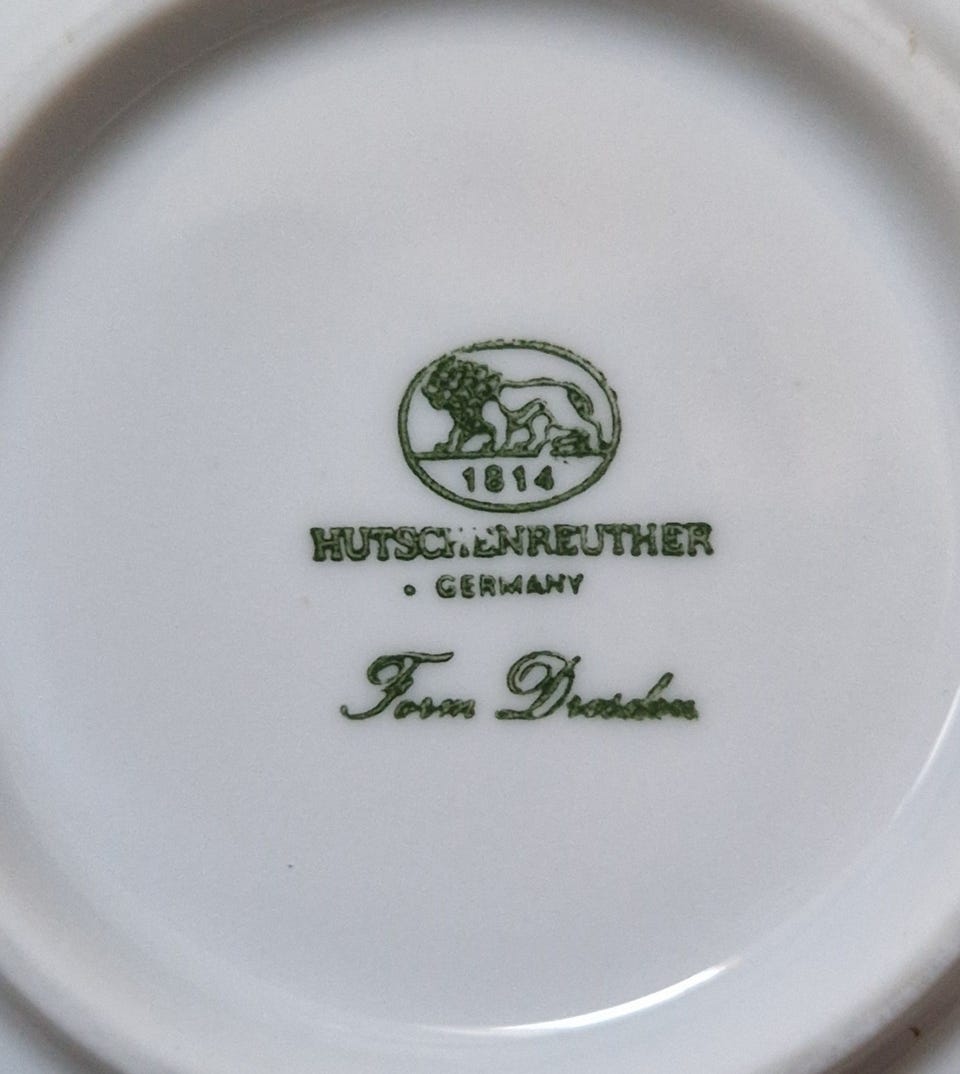 1814
HUTSCHENREUTHER
GERMANY
Form Dresden